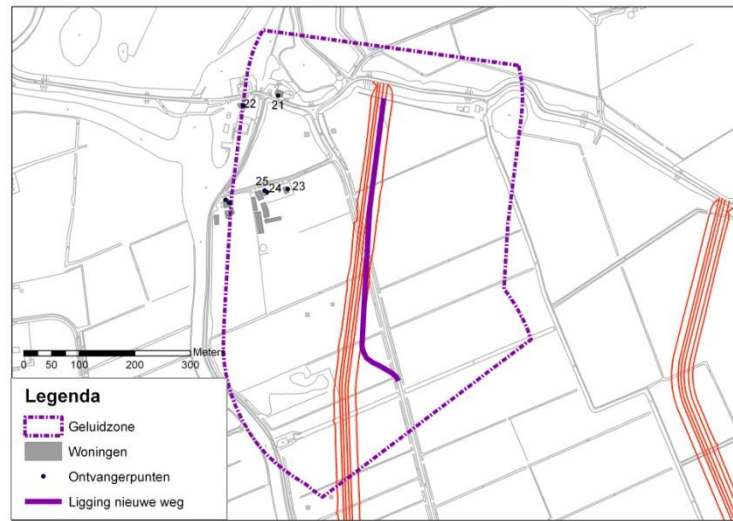 22
21
25
24
23
Meters
0 50 100 200 300
Legenda
Geluidzone
Woningen
Ontvangerpunten
Ligging nieuwe weg